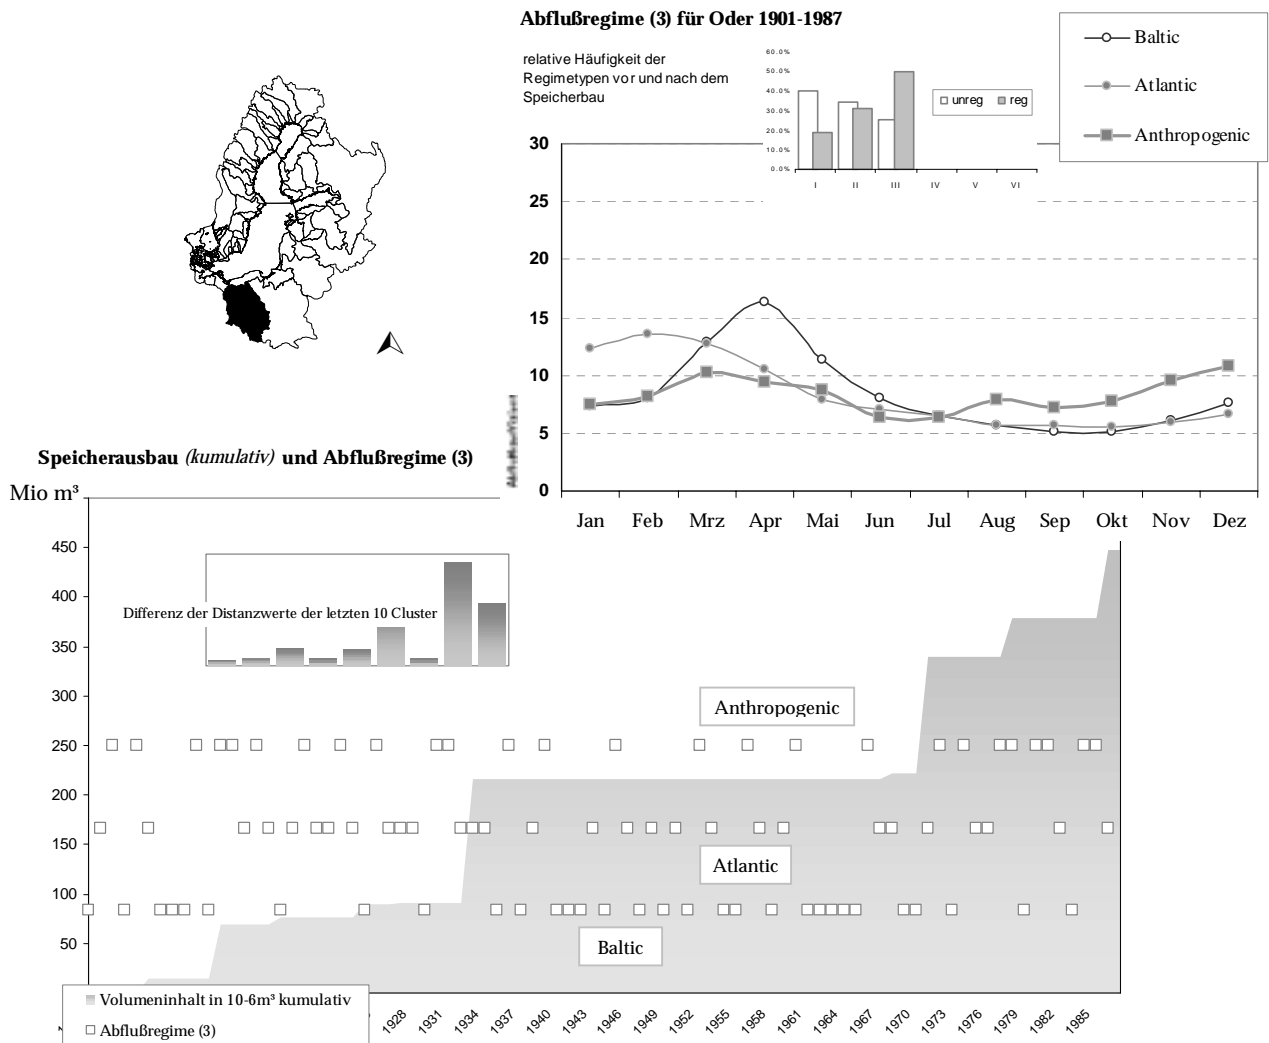 Abflußregime (3) für Oder 1901-1987
relative Häufigkeit der
Regimetypen vor und nach dem
Speicherbau
60.0%
50.0%
40.0%
30.0%
20.0%
10.0%
0.0%
I II III IV V VI
unreg reg
Baltic
Atlantic
Anthropogenic
30
25
20
15
10
5
0
Jan Feb Mrz Apr Mai Jun Jul Aug Sep Okt Nov Dez
Speicherausbau (kumulativ) und Abflußregime (3)
Mio m³
450
400
350
300
250
200
150
100
50
Differenz der Distanzwerte der letzten 10 Cluster
Anthropogenic
Atlantic
Baltic
Volumeninhalt in 10-6m³ kumulativ
Abflußregime (3)
1928 1931 1934 1937 1940 1943 1946 1949 1952 1955 1958 1961 1964 1967 1970 1973 1976 1979 1982 1985